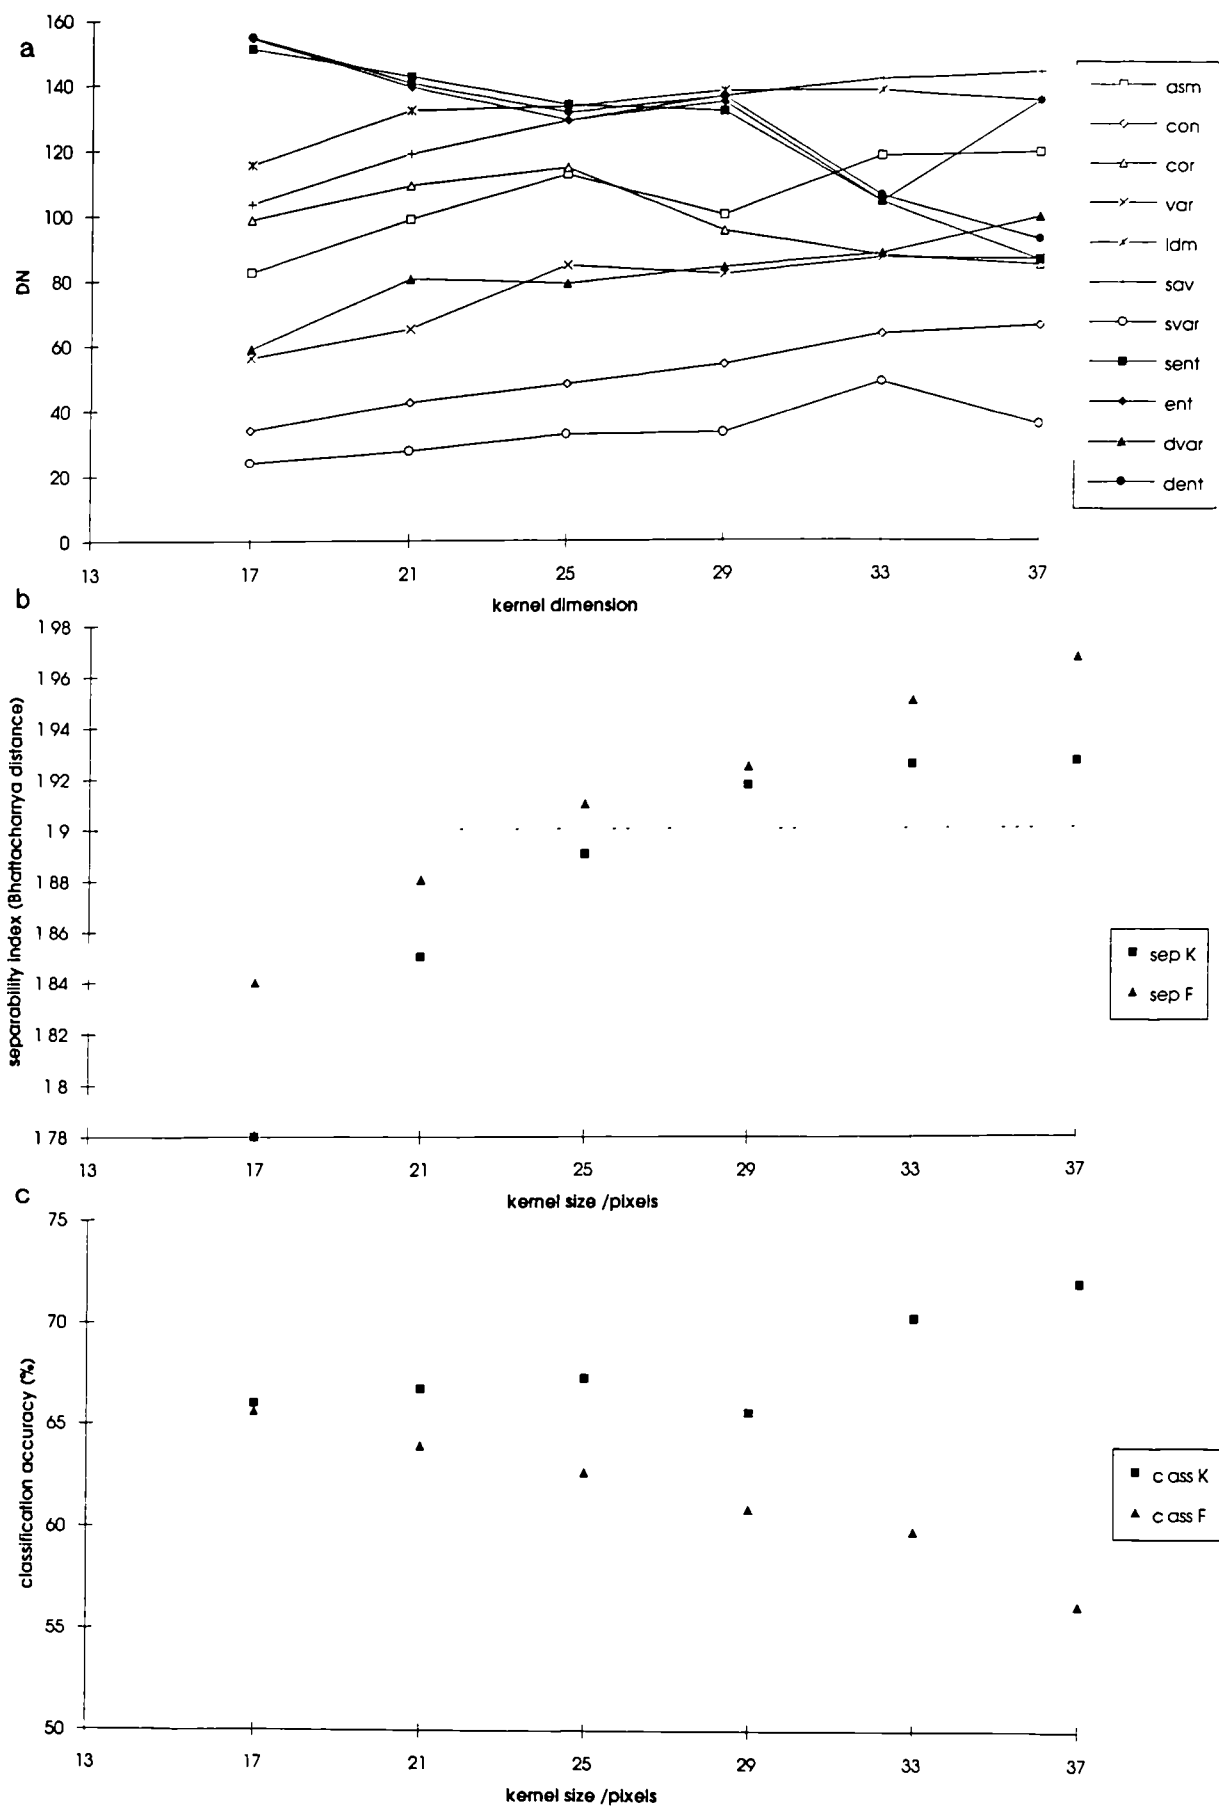 a
160
140
120
100
80
60
40
20
0
DN
13 17 21 25 29 33 37
kernel dimension
asm
con
cor
var
idm
sav
svar
sent
ent
dvar
dent
b
1 98
1 96
1 94
1 92
1 9
1 88
1 86
1 84
1 82
1 8
1 78
separability index (Bhattacharrya distance)
13 17 21 25 29 33 37
kernel size /pixels
sep K
sep F
c
75
70
65
60
55
50
classification accuracy (%)
13 17 21 25 29 33 37
kernel size /pixels
c ass K
c ass F